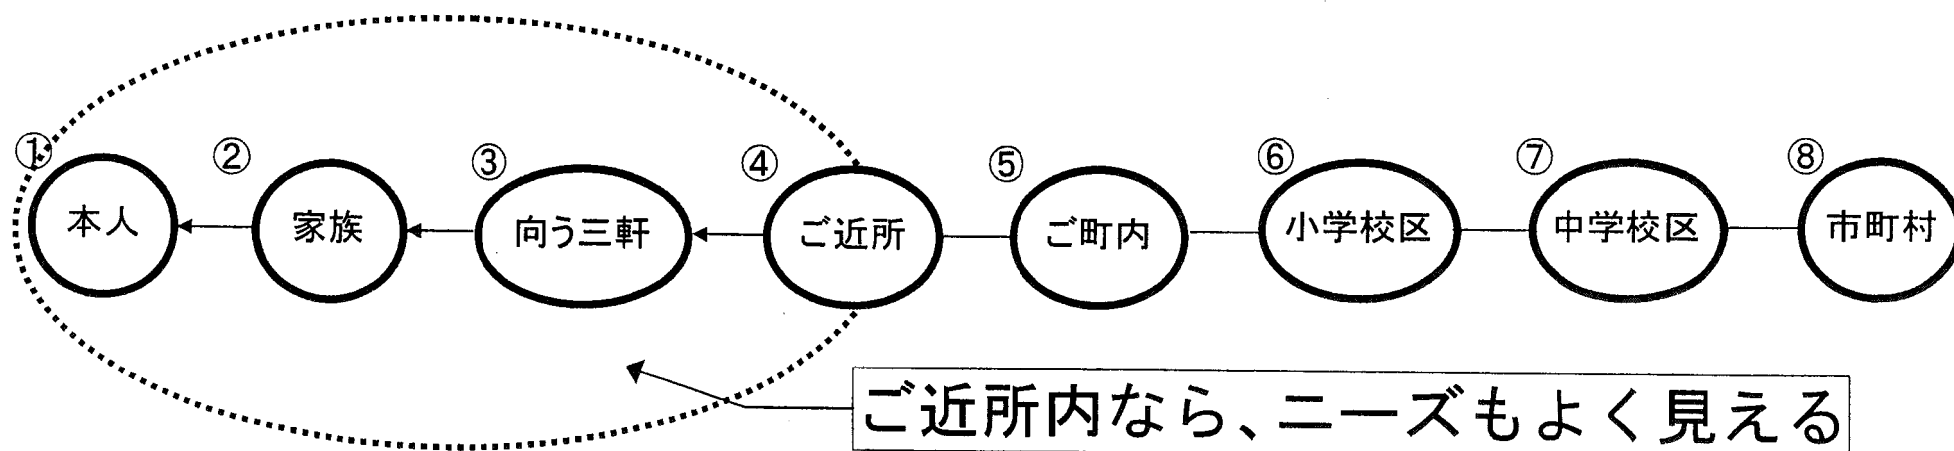 ① 本人
② 家族
③ 向う三軒
④ ご近所
⑤ ご町内
⑥ 小学校区
⑦ 中学校区
⑧ 市町村
ご近所内なら、ニーズもよく見える